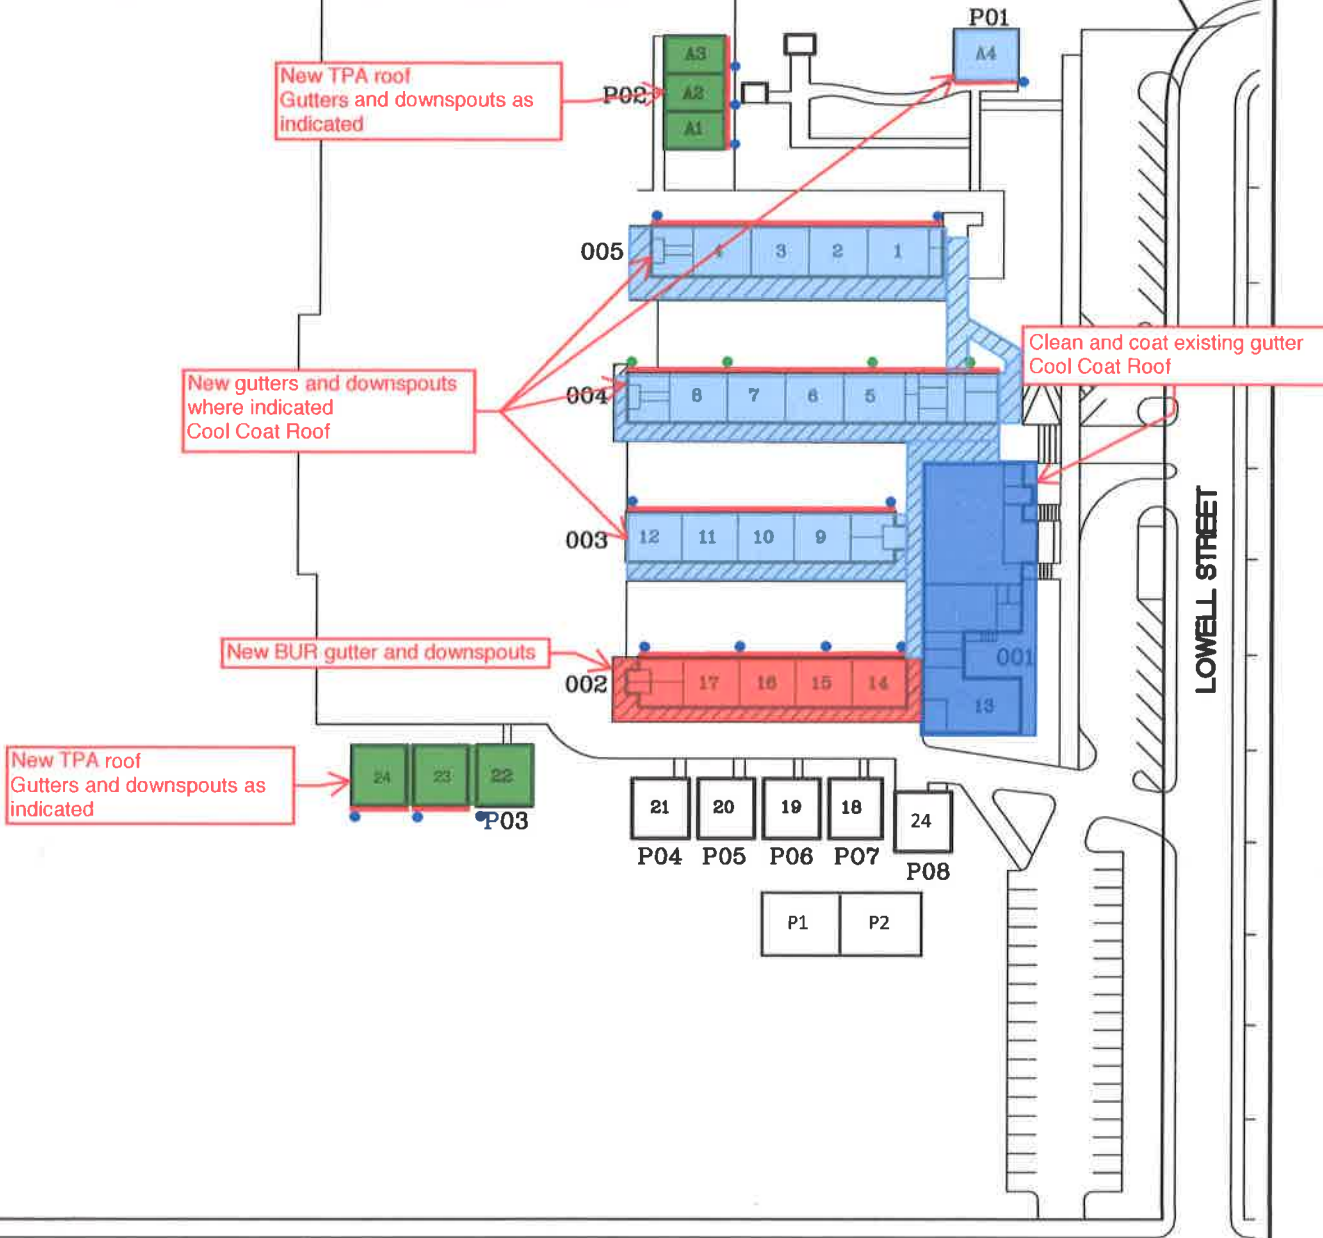 P01
A4
A3
New TPA roof
Gutters and downspouts as
indicated
P02
A2
A1
005
4
3
2
1
Clean and coat existing gutter
Cool Coat Roof
New gutters and downspouts
where indicated
Cool Coat Roof
004
8
7
6
5
LOWELL STREET
003
12
11
10
9
New BUR gutter and downspouts
001
002
17
16
15
14
13
New TPA roof
Gutters and downspouts as
indicated
24
23
22
P03
21
20
19
18
24
P04
P05
P06
P07
P08
P1
P2